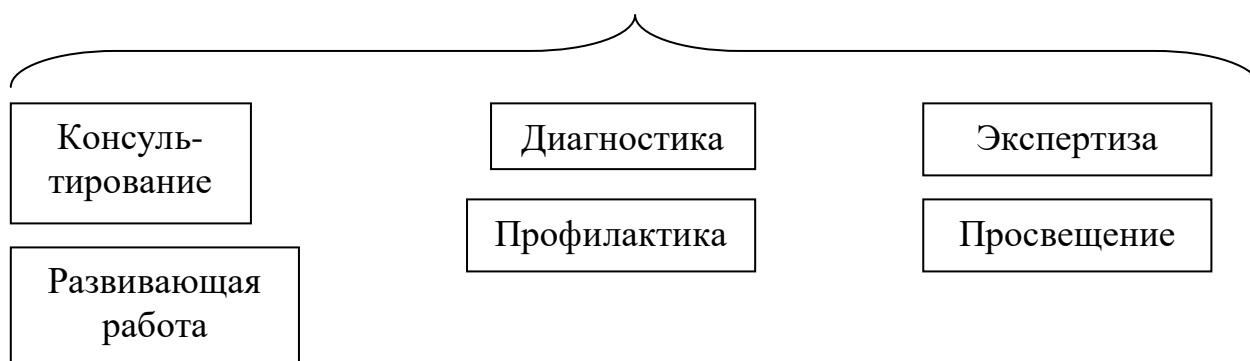 Консуль-
тирование
Диагностика
Экспертиза
Профилактика
Просвещение
Развивающая
работа